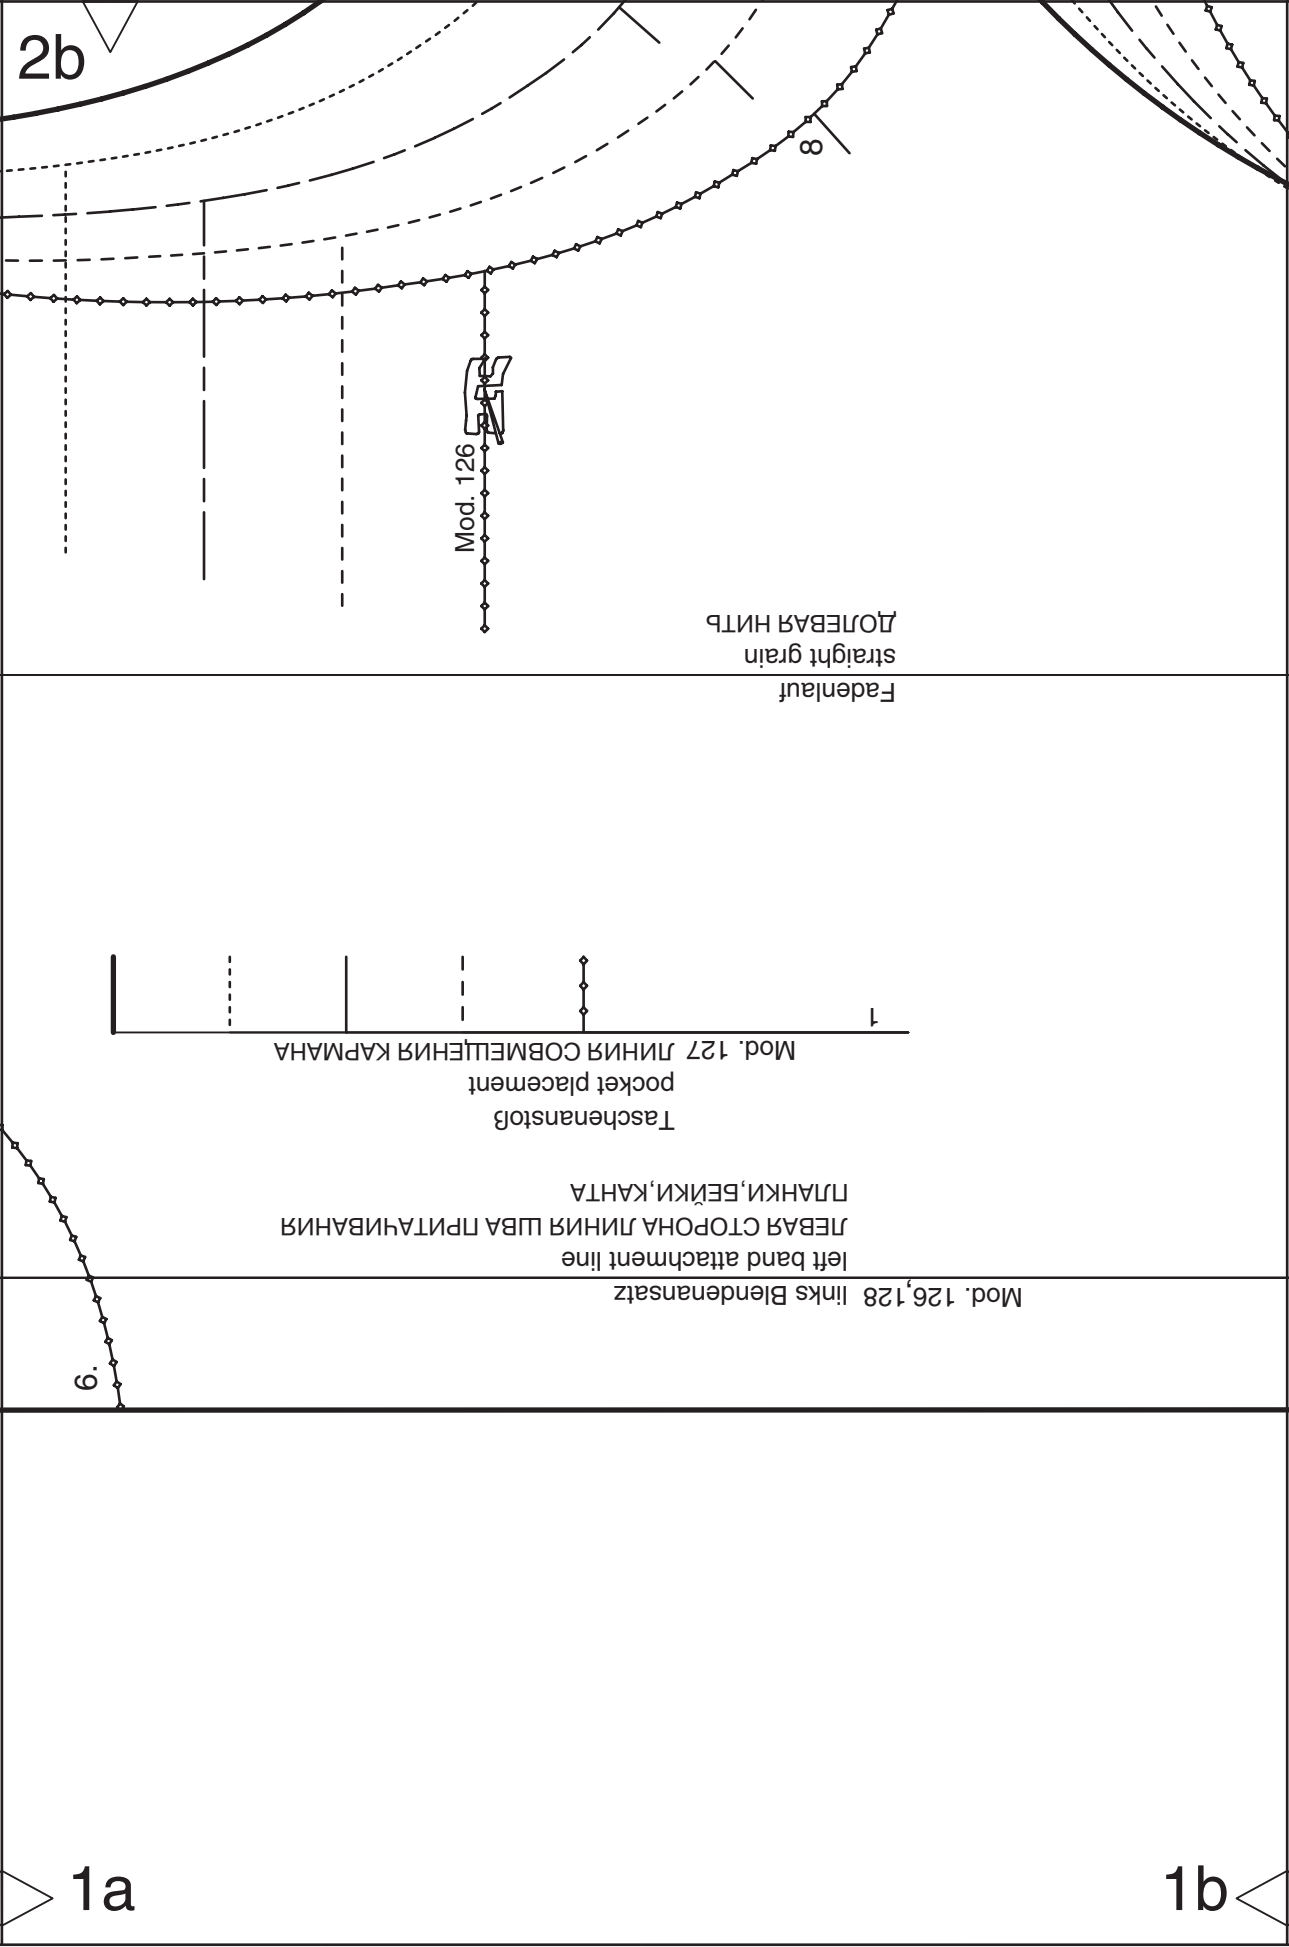 2b
8
Mod. 126
ДОЛЕВАЯ НИТЬ
straight grain
Fadenlauf
1
Mod. 127 ЛИНИЯ СОВМЕЩЕНИЯ КАРМАНА
pocket placement
Taschenanstoß
ПЛАНКИ,БЕЙКИ,КАНТА
ЛЕВАЯ СТОРОНА ЛИНИЯ ШВА ПРИТАЧИВАНИЯ
left band attachment line
Mod. 126,128 links Blendenansatz
6.
1a
1b